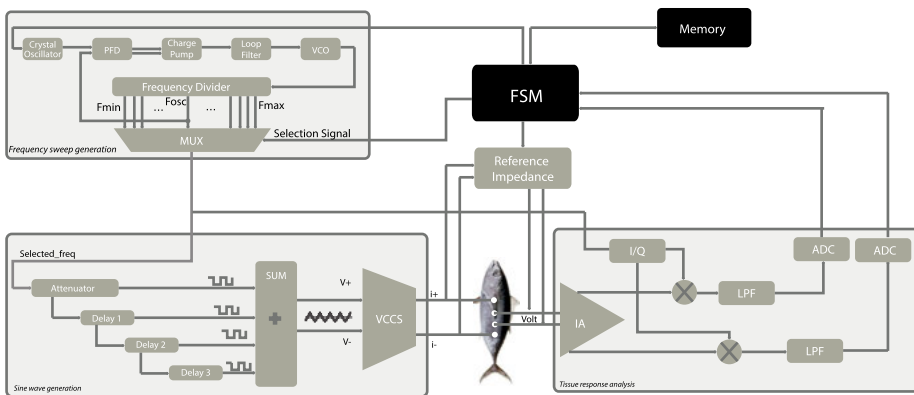 Memory
Crystal
Oscillator
PFD
Charge
Pump
Loop
Filter
VCO
FSM
Frequency Divider
Fmin
...
Fosc
...
Fmax
Selection Signal
MUX
Frequency sweep generation
Reference
Impedance
Selected_freq
Attenuator
Delay 1
Delay 2
Delay 3
SUM
V+
V-
VCCS
i+
i-
Sine wave generation
C
C
Volt
IA
I/Q
ADC
ADC
LPF
LPF
Tissue response analysis